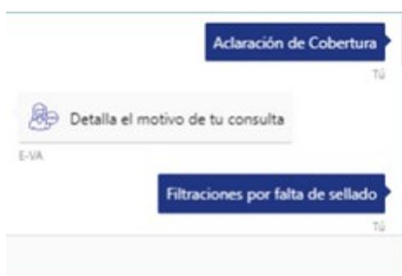 Aclaración de Cobertura
Tú
Detalla el motivo de tu consulta
E-VA
Filtraciones por falta de sellado
Tú